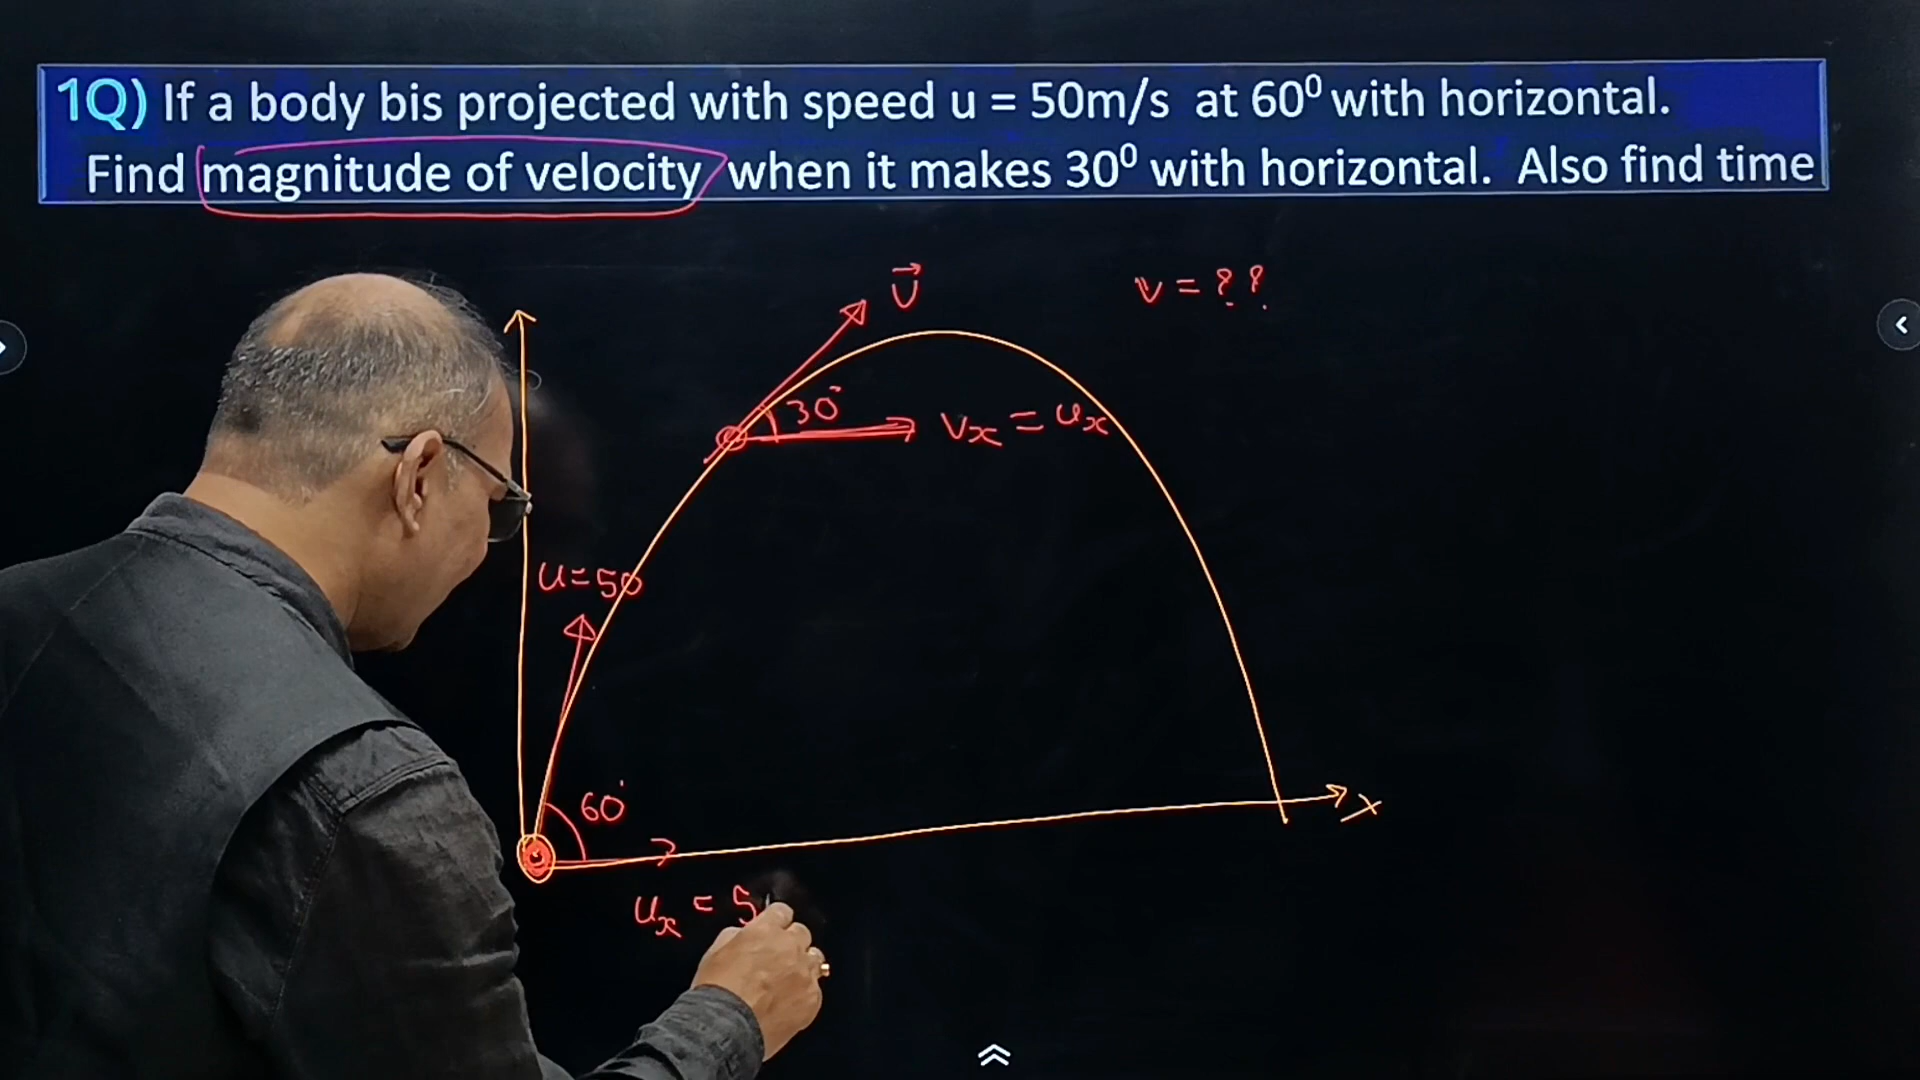 1Q) If a body bis projected with speed u = 50m/s at 60⁰ with horizontal.
Find magnitude of velocity when it makes 30⁰ with horizontal. Also find time
v = ??
v⃗
30°
vx = ux
u=50
60°
x
ux = 5